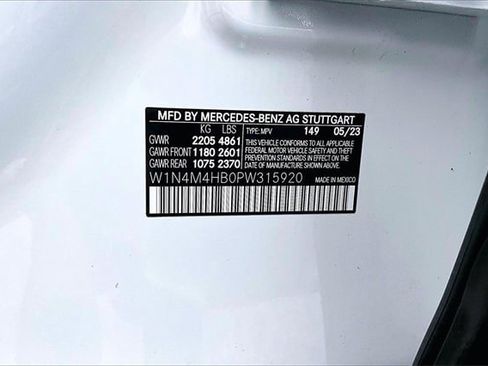 MFD BY MERCEDES-BENZ AG STUTTGART
KG LBS TYPE: MPV 149 05/23
GVWR 2205 4861
GAWR FRONT 1180 2601
GAWR REAR 1075 2370
THIS VEHICLE CONFORMS TO ALL APPLICABLE
FEDERAL MOTOR VEHICLE SAFETY AND THEFT
PREVENTION STANDARDS IN EFFECT ON THE
DATE OF MANUFACTURE SHOWN ABOVE.
W1N4M4HB0PW315920 MADE IN MEXICO